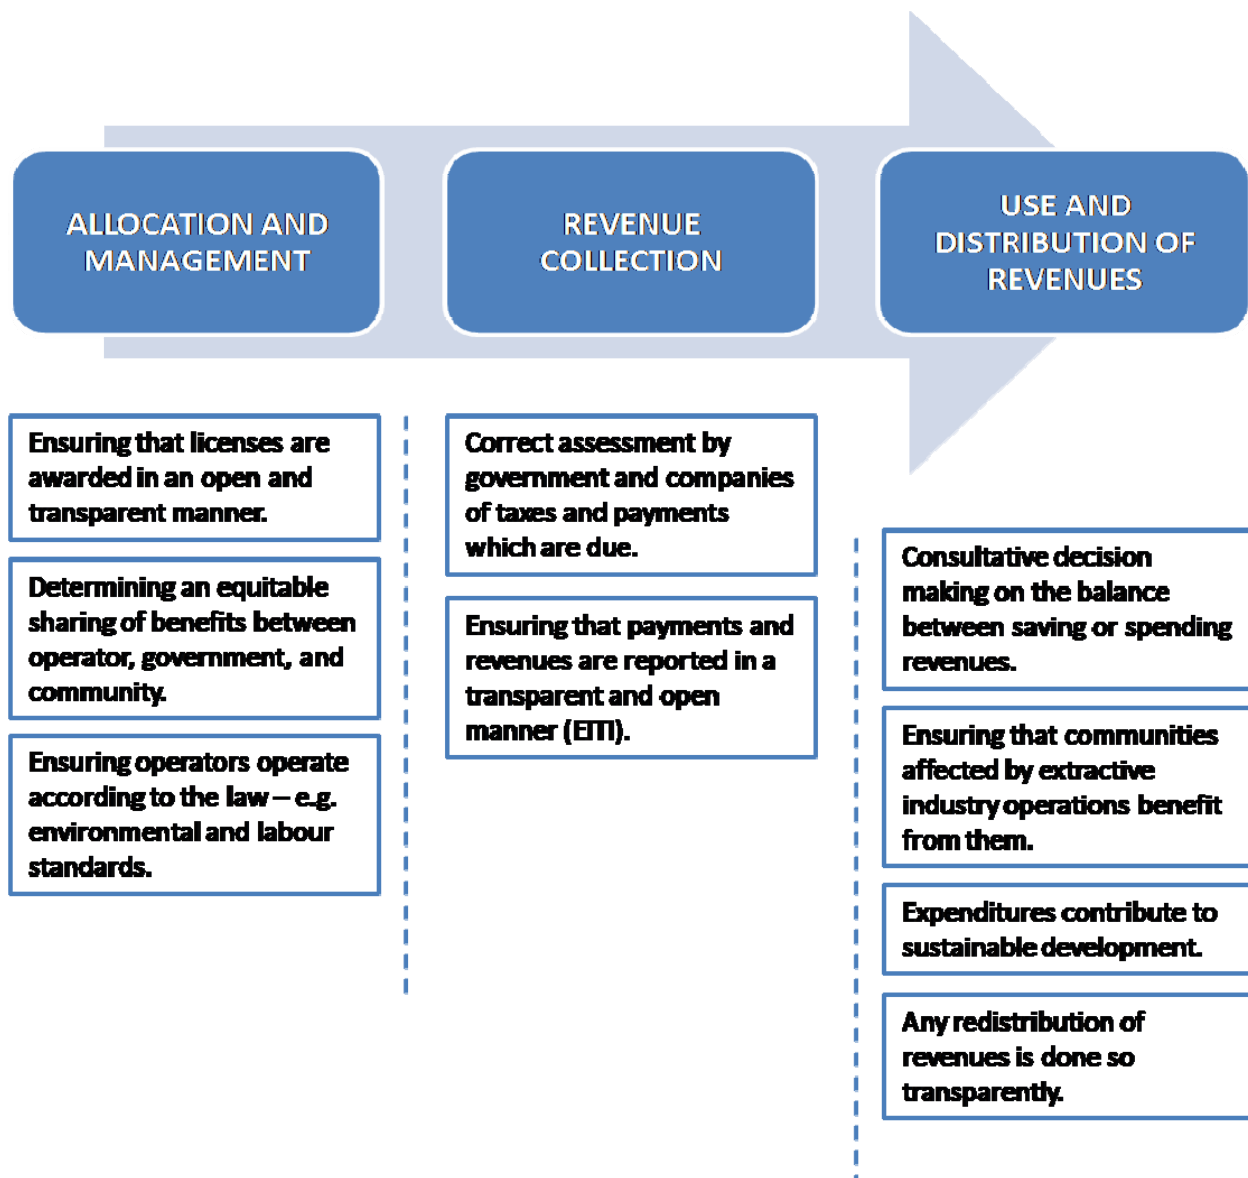 ALLOCATION AND
MANAGEMENT
REVENUE
COLLECTION
USE AND
DISTRIBUTION OF
REVENUES
Ensuring that licenses are
awarded in an open and
transparent manner.
Determining an equitable
sharing of benefits between
operator, government, and
community.
Ensuring operators operate
according to the law – e.g.
environmental and labour
standards.
Correct assessment by
government and companies
of taxes and payments
which are due.
Ensuring that payments and
revenues are reported in a
transparent and open
manner (EITI).
Consultative decision
making on the balance
between saving or spending
revenues.
Ensuring that communities
affected by extractive
industry operations benefit
from them.
Expenditures contribute to
sustainable development.
Any redistribution of
revenues is done so
transparently.